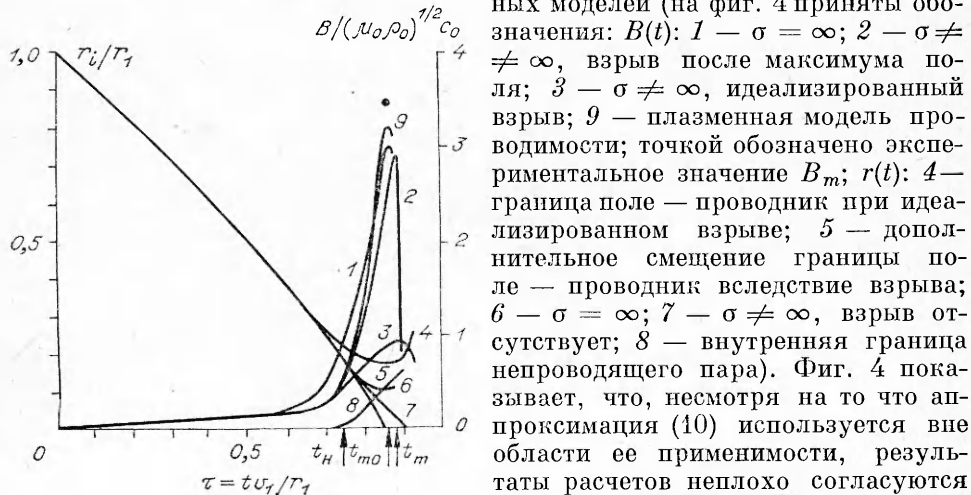 B/(μ₀ρ₀)^1/2 c₀
1,0
r_i/r₁
4
9
3
2
0,5
2
1
3
4
1
5
6
8
7
0
0
0,5
t_н
t_m0
t_m
τ = tv₁/r₁
ных моделей (на фиг. 4 приняты обо-
значения: B(t): 1 — σ = ∞; 2 — σ ≠
≠ ∞, взрыв после максимума по-
ля; 3 — σ ≠ ∞, идеализированный
взрыв; 9 — плазменная модель про-
водимости; точкой обозначено экспе-
риментальное значение B_m; r(t): 4—
граница поле — проводник при идеа-
лизированном взрыве; 5 — допол-
нительное смещение границы по-
ле — проводник вследствие взрыва;
6 — σ = ∞; 7 — σ ≠ ∞, взрыв от-
сутствует; 8 — внутренняя граница
непроводящего пара). Фиг. 4 пока-
зывает, что, несмотря на то что ап-
проксимация (10) используется вне
области ее применимости, резуль-
таты расчетов неплохо согласуются